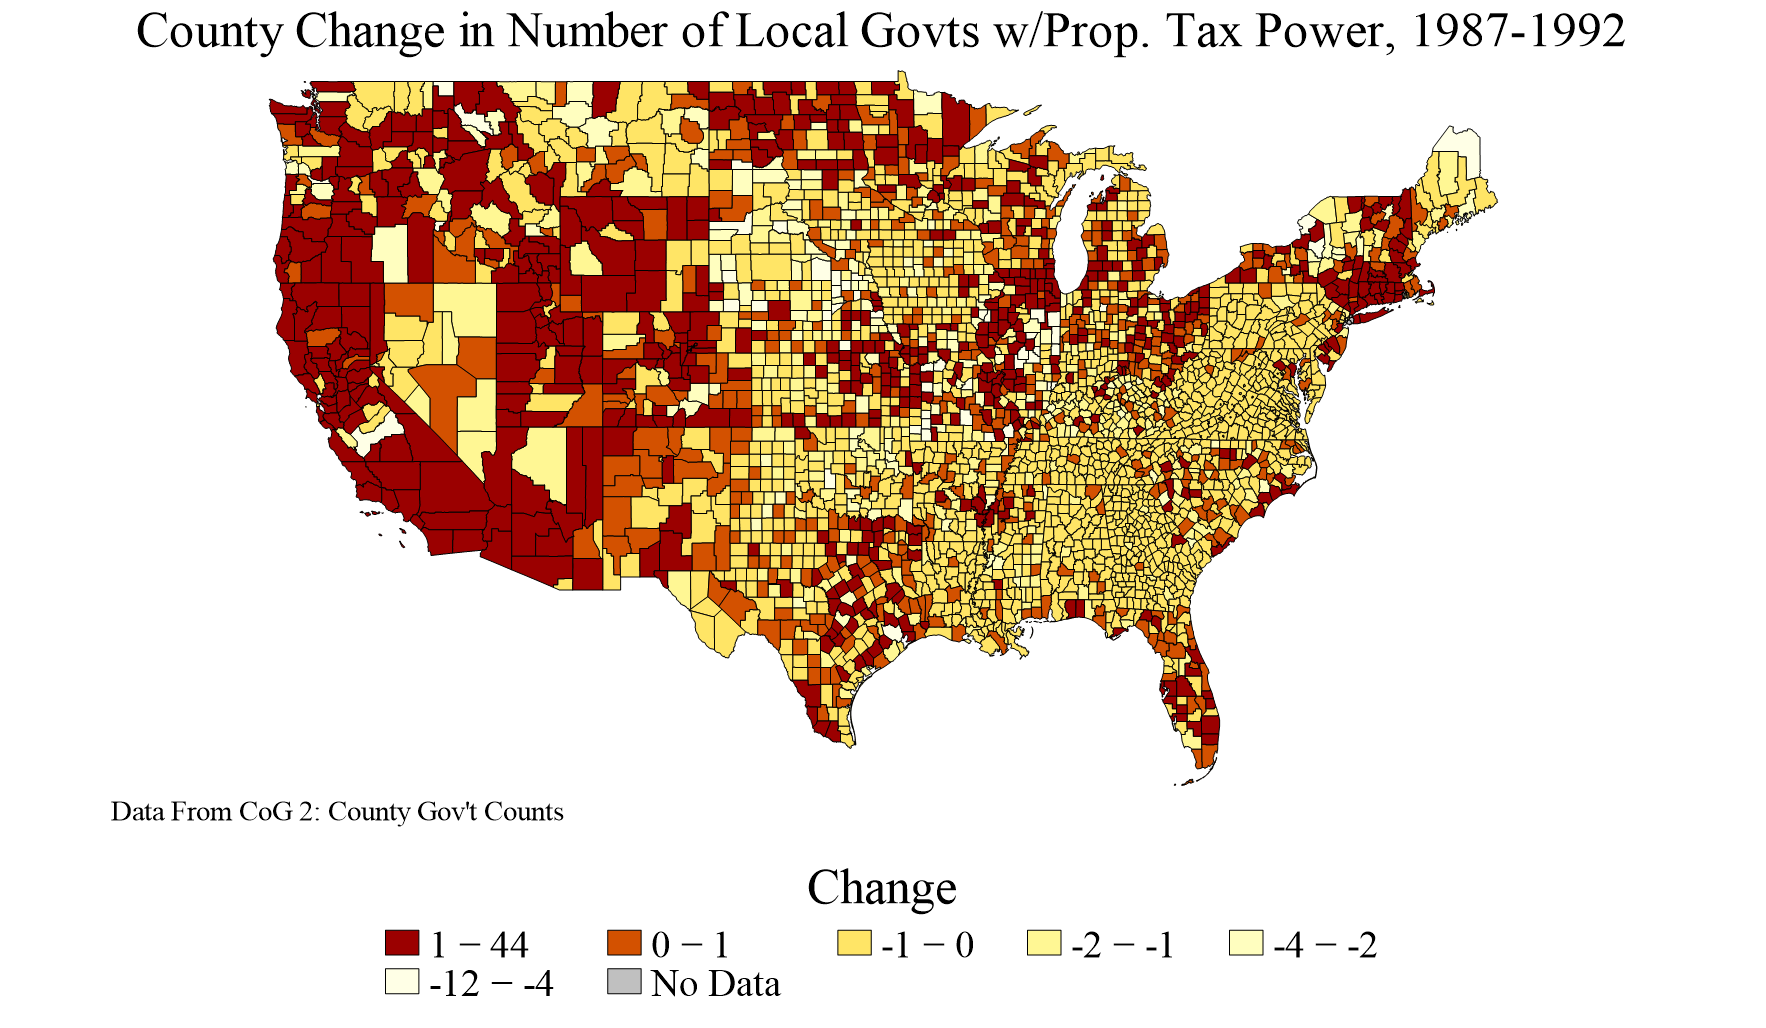 County Change in Number of Local Govts w/Prop. Tax Power, 1987-1992
Data From CoG 2: County Gov't Counts
Change
1 − 44
0 − 1
-1 − 0
-2 − -1
-4 − -2
-12 − -4
No Data